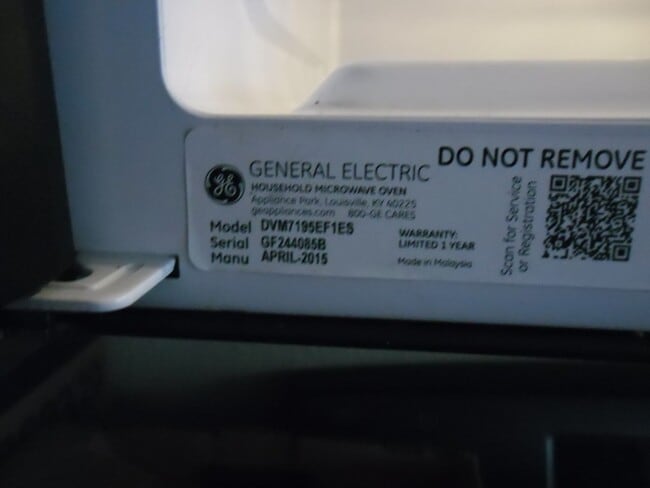 DO NOT REMOVE
GE
GENERAL ELECTRIC
HOUSEHOLD MICROWAVE OVEN
Appliance Park, Louisville, KY 40225
geappliances.com 800-GE CARES
Model DVM7195EF1ES
Serial GF244085B
Manu APRIL-2015
WARRANTY:
LIMITED 1 YEAR
Made in Malaysia
Scan for Service
or Registration